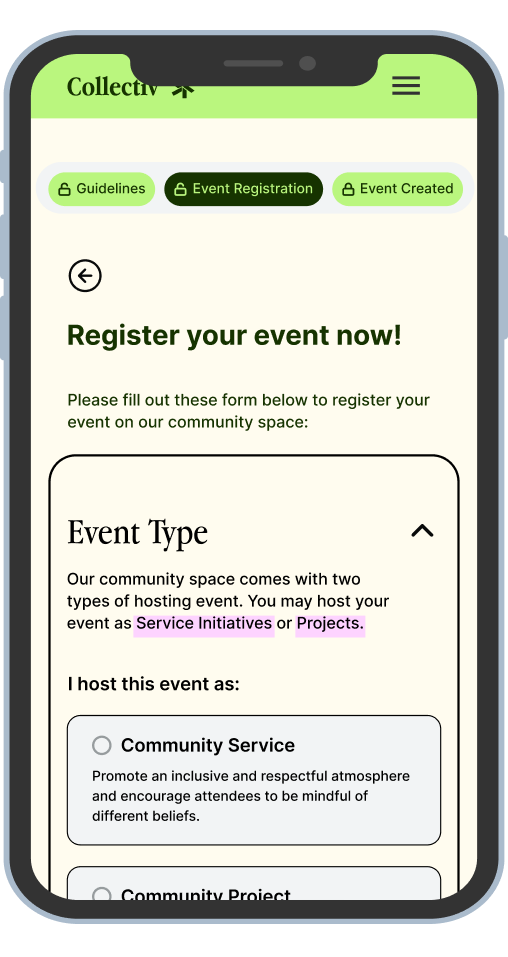 Collectiv
Guidelines
Event Registration
Event Created
Register your event now!
Please fill out these form below to register your
event on our community space:
Event Type
Our community space comes with two
types of hosting event. You may host your
event as Service Initiatives or Projects.
I host this event as:
Community Service
Promote an inclusive and respectful atmosphere
and encourage attendees to be mindful of
different beliefs.
Community Project